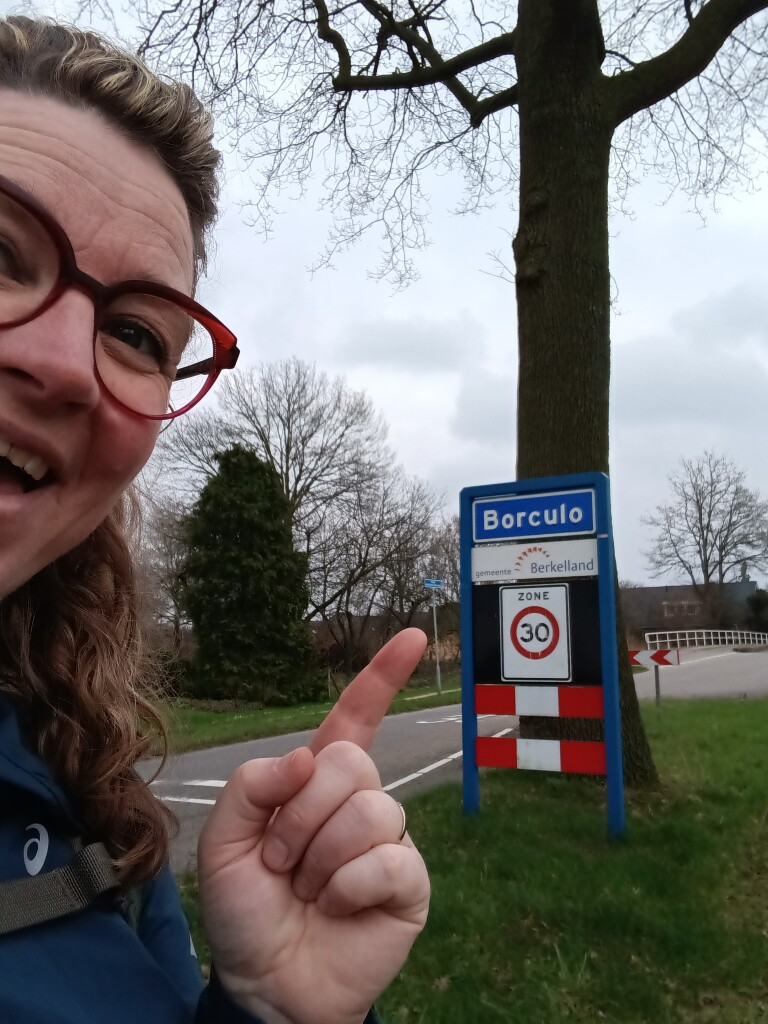 Borculo
gemeente Berkelland
ZONE
30